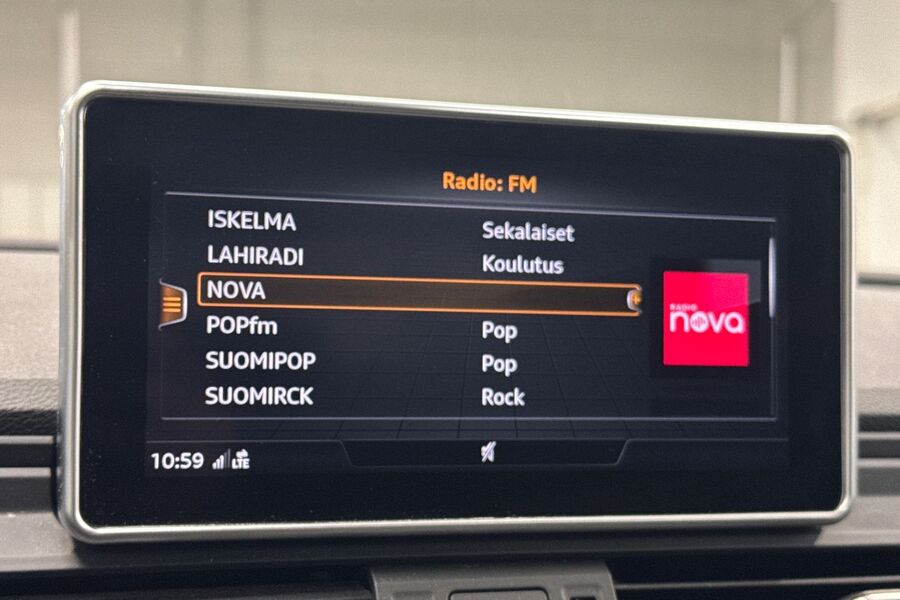 Radio: FM
ISKELMA Sekalaiset
LAHIRADI Koulutus
NOVA
POPfm Pop
SUOMIPOP Pop
SUOMIRCK Rock
RADIO
nova
10:59 LTE